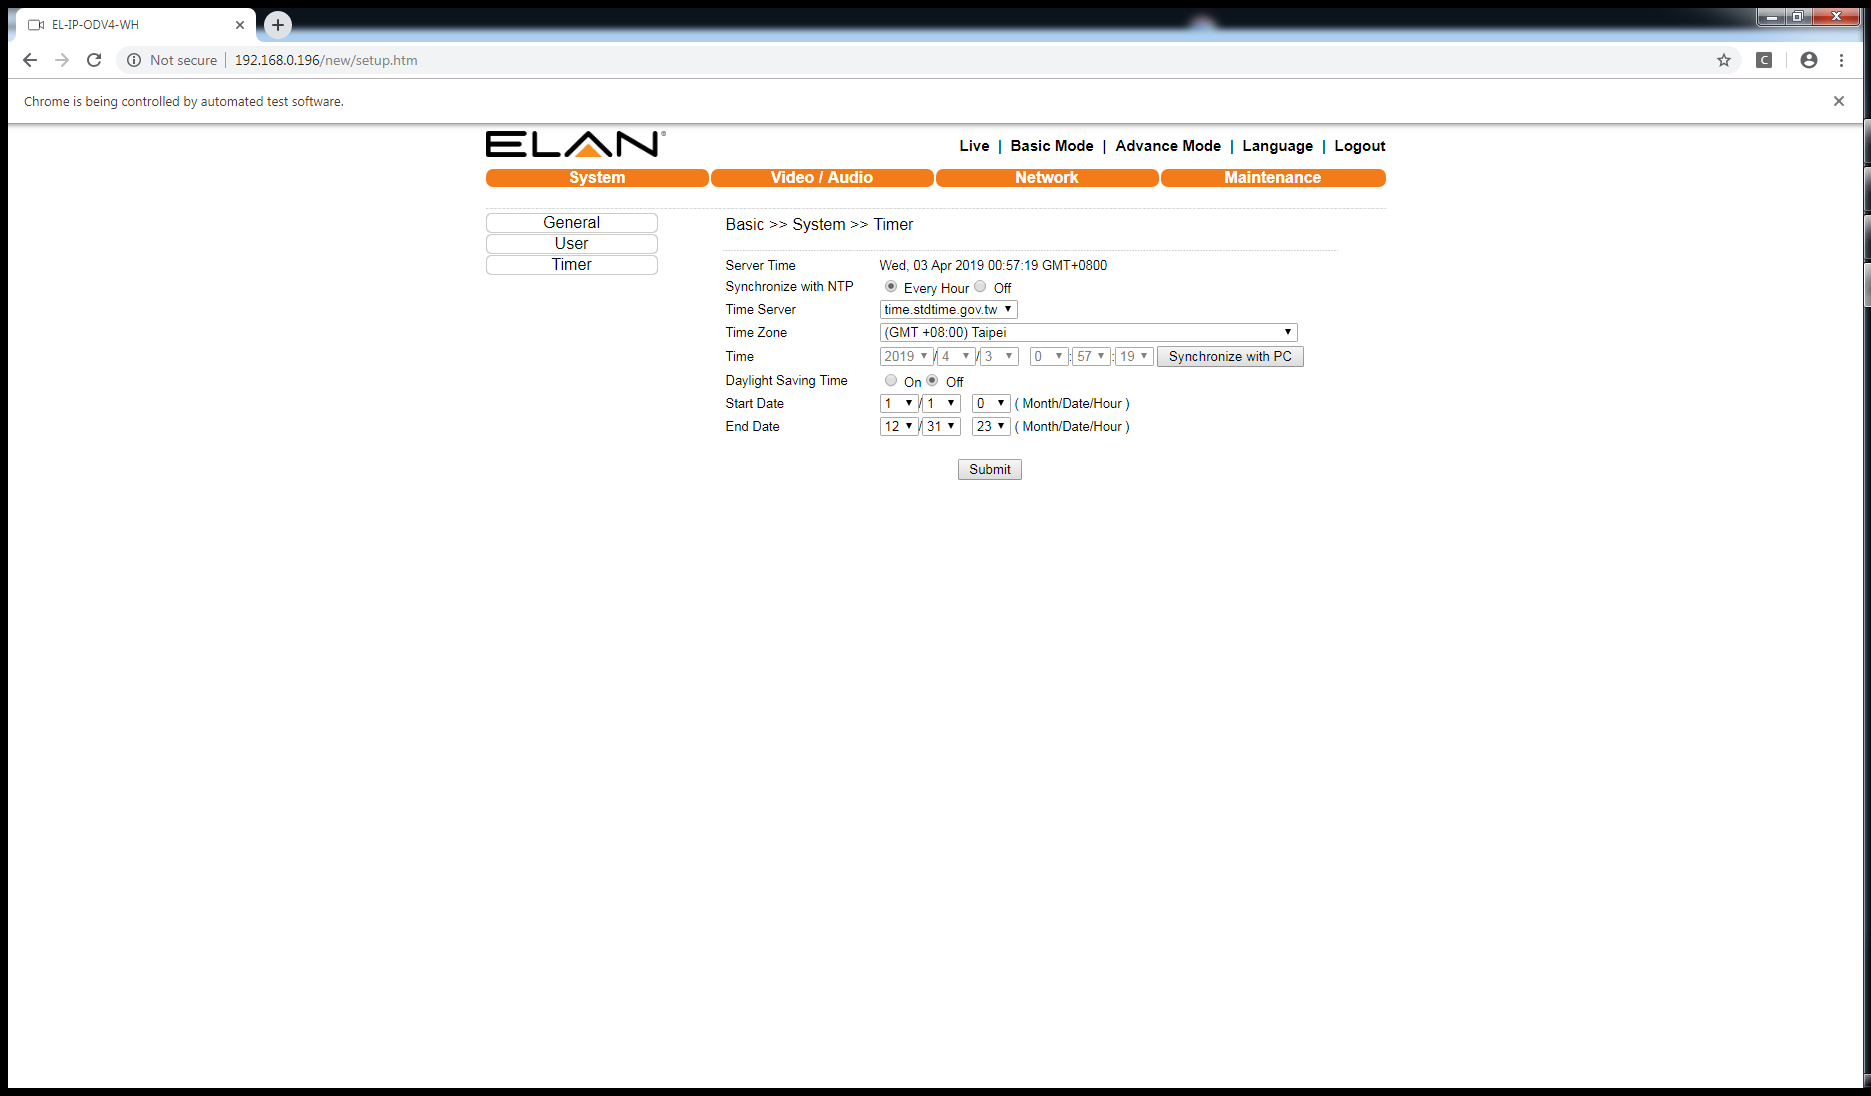 EL-IP-ODV4-WH
Not secure | 192.168.0.196/new/setup.htm
C
Chrome is being controlled by automated test software.
ELAN®
Live | Basic Mode | Advance Mode | Language | Logout
System Video / Audio Network Maintenance
General
User
Timer
Basic >> System >> Timer
Server Time Wed, 03 Apr 2019 00:57:19 GMT+0800
Synchronize with NTP Every Hour Off
Time Server time.stdtime.gov.tw
Time Zone (GMT +08:00) Taipei
Time 2019 / 4 / 3 0 : 57 : 19 Synchronize with PC
Daylight Saving Time On Off
Start Date 1 / 1 0 ( Month/Date/Hour )
End Date 12 / 31 23 ( Month/Date/Hour )
Submit